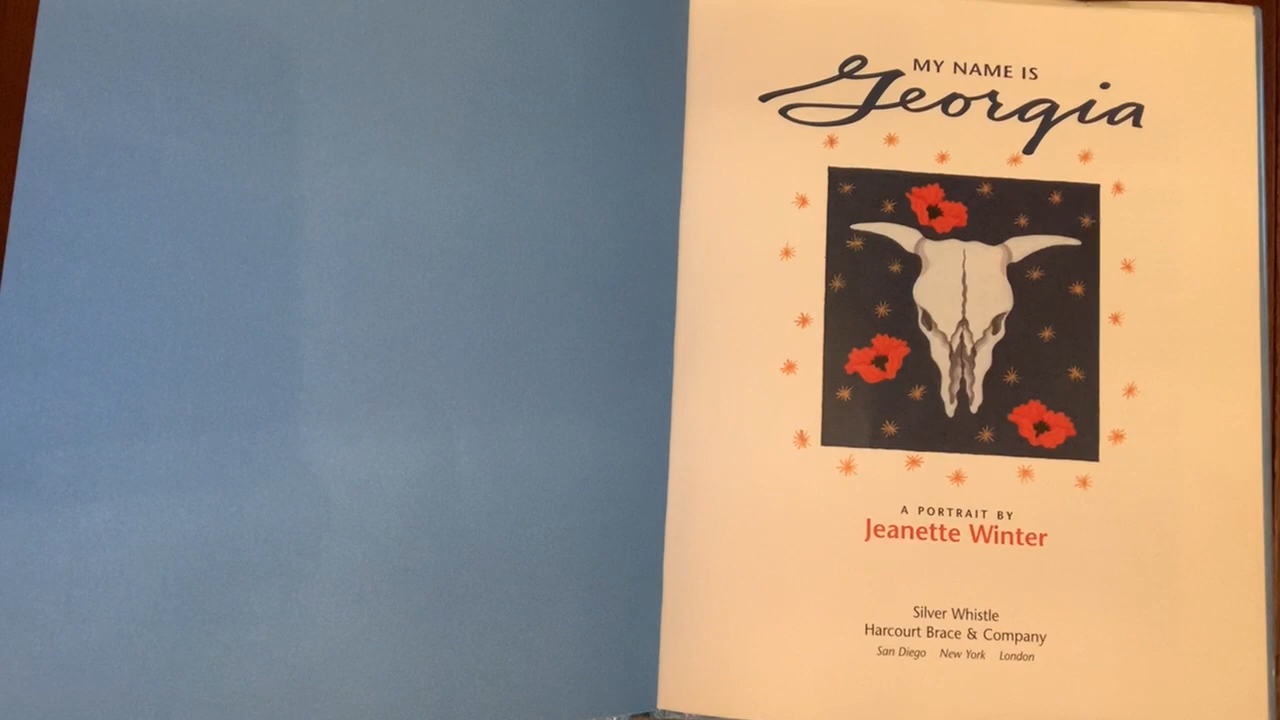 MY NAME IS
Georgia
A PORTRAIT BY
Jeanette Winter
Silver Whistle
Harcourt Brace & Company
San Diego New York London